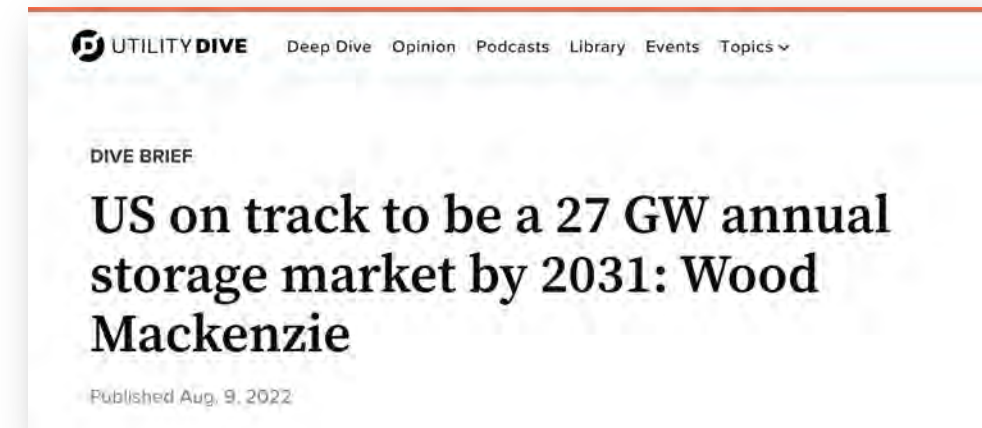 UTILITY DIVE Deep Dive Opinion Podcasts Library Events Topics
DIVE BRIEF
US on track to be a 27 GW annual
storage market by 2031: Wood
Mackenzie
Published Aug. 9, 2022